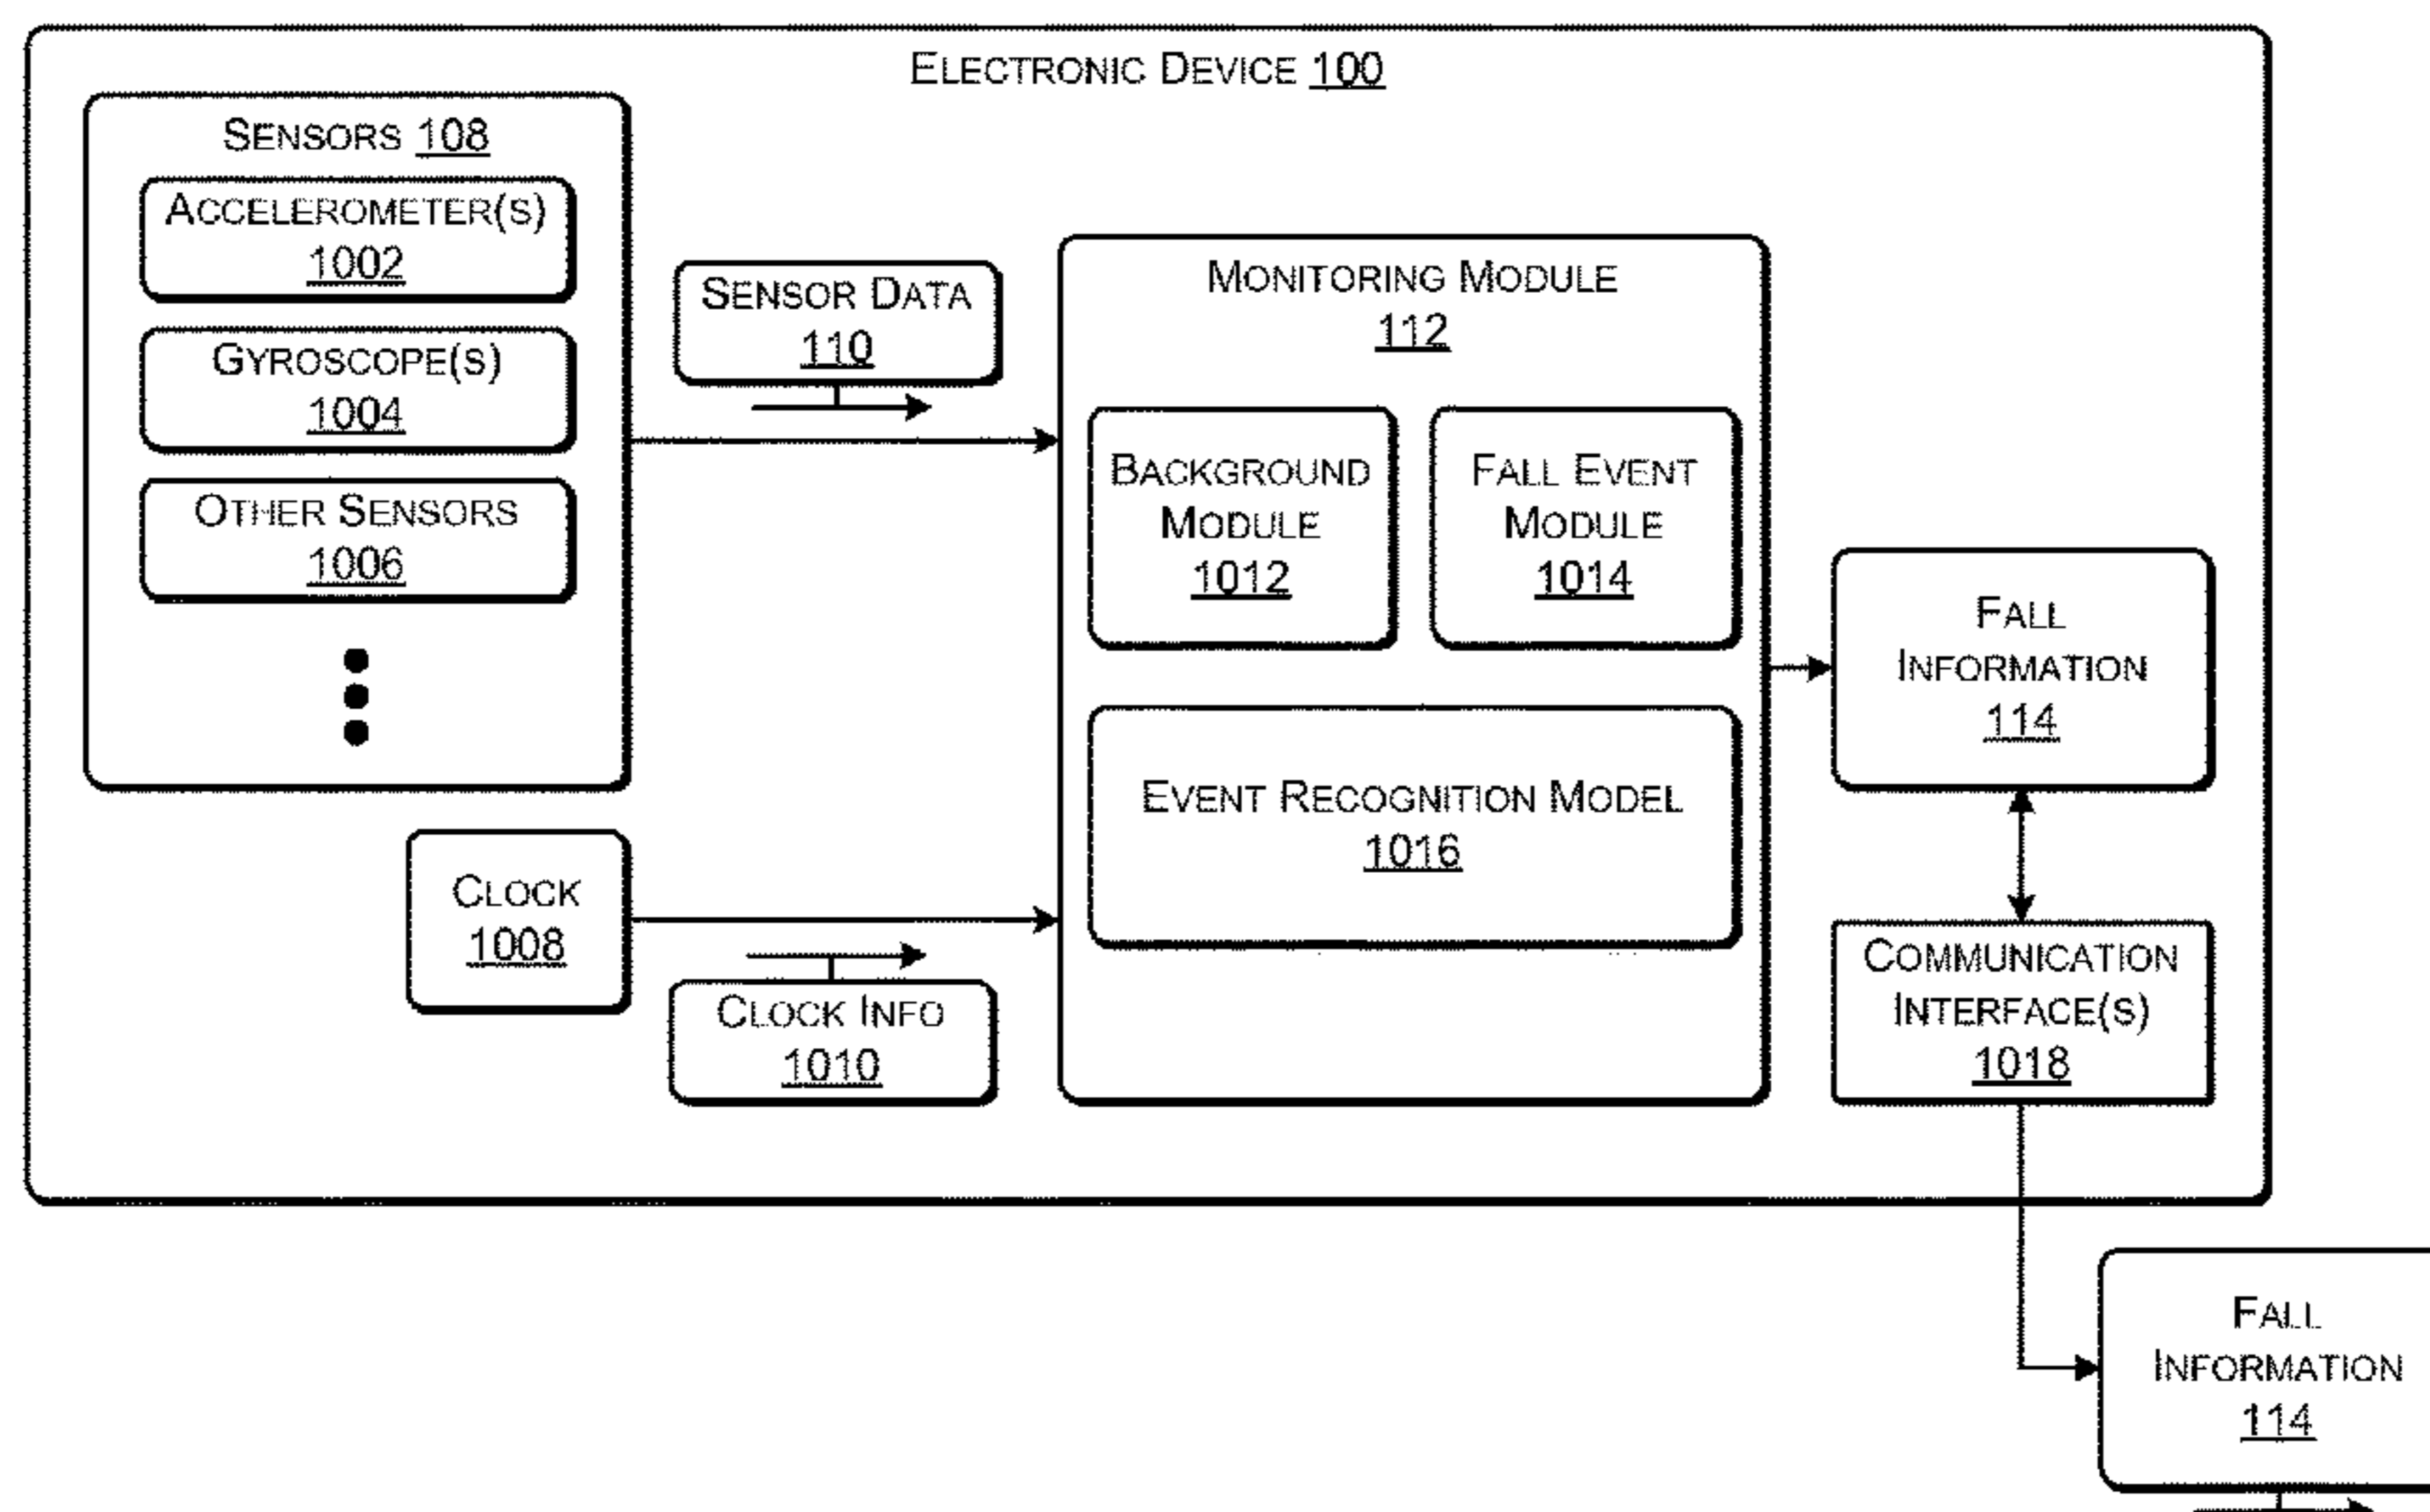 ELECTRONIC DEVICE 100
SENSORS 108
ACCELEROMETER(S)
1002
GYROSCOPE(S)
1004
OTHER SENSORS
1006
SENSOR DATA
110
CLOCK
1008
CLOCK INFO
1010
MONITORING MODULE
112
BACKGROUND
MODULE
1012
FALL EVENT
MODULE
1014
EVENT RECOGNITION MODEL
1016
FALL
INFORMATION
114
COMMUNICATION
INTERFACE(S)
1018
FALL
INFORMATION
114